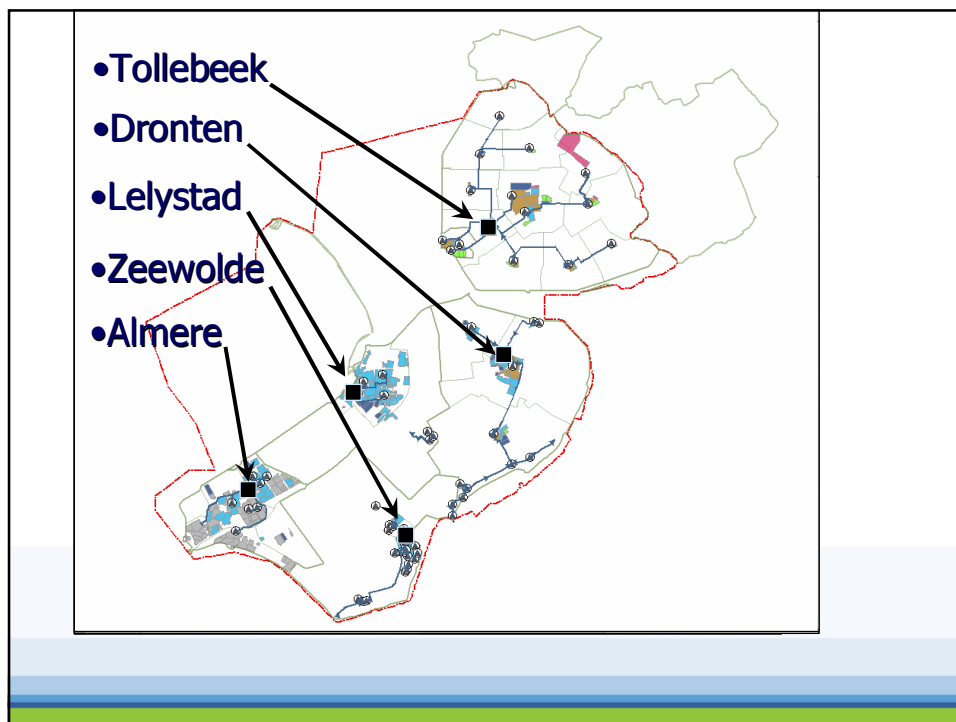 •Tollebeek
•Dronten
•Lelystad
•Zeewolde
•Almere